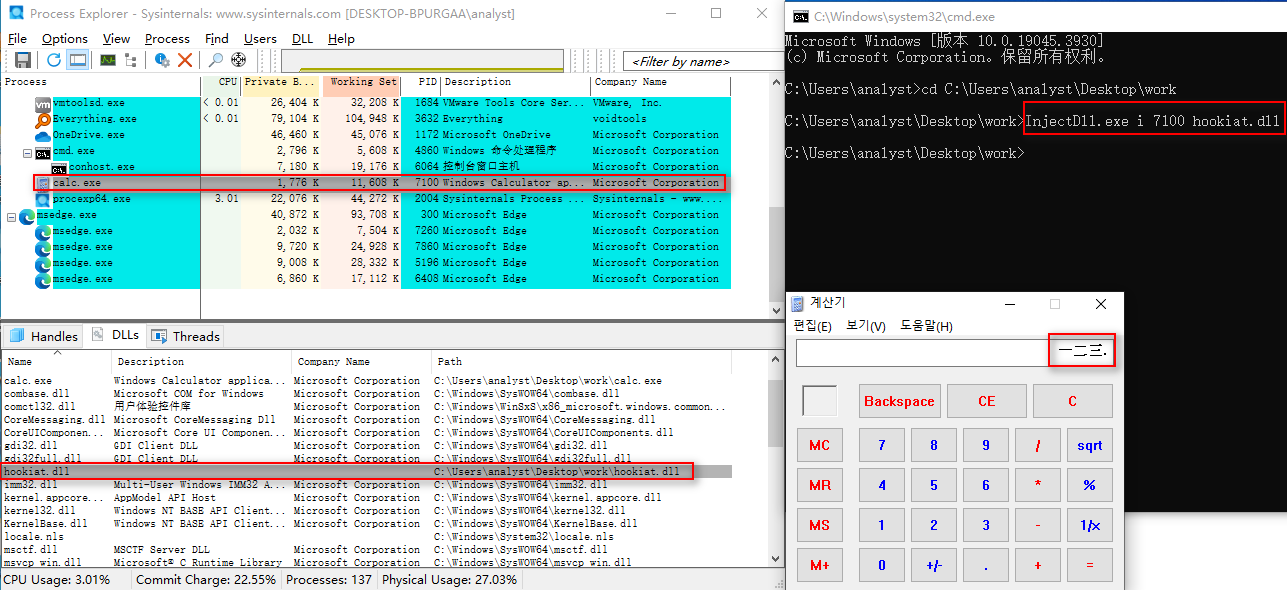 Process Explorer - Sysinternals: www.sysinternals.com [DESKTOP-BPURGAA\analyst]
File Options View Process Find Users DLL Help
<Filter by name>
Process CPU Private B... Working Set PID Description Company Name
vmtoolsd.exe < 0.01 26,404 K 32,208 K 1684 VMware Tools Core Ser... VMware, Inc.
Everything.exe < 0.01 79,104 K 104,948 K 3632 Everything voidtools
OneDrive.exe 46,460 K 45,076 K 1172 Microsoft OneDrive Microsoft Corporation
cmd.exe 2,796 K 5,608 K 4860 Windows 命令处理程序 Microsoft Corporation
conhost.exe 7,180 K 19,176 K 6064 控制台窗口主机 Microsoft Corporation
calc.exe 1,776 K 11,608 K 7100 Windows Calculator ap... Microsoft Corporation
procexp64.exe 3.01 22,076 K 44,272 K 2004 Sysinternals Process ... Sysinternals - www....
msedge.exe 40,872 K 93,708 K 300 Microsoft Edge Microsoft Corporation
msedge.exe 2,032 K 7,504 K 7260 Microsoft Edge Microsoft Corporation
msedge.exe 9,720 K 24,928 K 7860 Microsoft Edge Microsoft Corporation
msedge.exe 9,008 K 28,332 K 5196 Microsoft Edge Microsoft Corporation
msedge.exe 6,860 K 17,112 K 6408 Microsoft Edge Microsoft Corporation
Handles DLLs Threads
Name Description Company Name Path
calc.exe Windows Calculator applica... Microsoft Corporation C:\Users\analyst\Desktop\work\calc.exe
combase.dll Microsoft COM for Windows Microsoft Corporation C:\Windows\SysWOW64\combase.dll
comctl32.dll 用户体验控件库 Microsoft Corporation C:\Windows\WinSxS\x86_microsoft.windows.common...
CoreMessaging.dll Microsoft CoreMessaging Dll Microsoft Corporation C:\Windows\SysWOW64\CoreMessaging.dll
CoreUIComponen... Microsoft Core UI Componen... Microsoft Corporation C:\Windows\SysWOW64\CoreUIComponents.dll
gdi32.dll GDI Client DLL Microsoft Corporation C:\Windows\SysWOW64\gdi32.dll
gdi32full.dll GDI Client DLL Microsoft Corporation C:\Windows\SysWOW64\gdi32full.dll
hookiat.dll C:\Users\analyst\Desktop\work\hookiat.dll
imm32.dll Multi-User Windows IMM32 A... Microsoft Corporation C:\Windows\SysWOW64\imm32.dll
kernel.appcore... AppModel API Host Microsoft Corporation C:\Windows\SysWOW64\kernel.appcore.dll
kernel32.dll Windows NT BASE API Client... Microsoft Corporation C:\Windows\SysWOW64\kernel32.dll
KernelBase.dll Windows NT BASE API Client... Microsoft Corporation C:\Windows\SysWOW64\KernelBase.dll
locale.nls C:\Windows\System32\locale.nls
msctf.dll MSCTF Server DLL Microsoft Corporation C:\Windows\SysWOW64\msctf.dll
msvcp_win.dll Microsoft® C Runtime Library Microsoft Corporation C:\Windows\SysWOW64\msvcp_win.dll
CPU Usage: 3.01% Commit Charge: 22.55% Processes: 137 Physical Usage: 27.03%
C:\Windows\system32\cmd.exe
Microsoft Windows [版本 10.0.19045.3930]
(c) Microsoft Corporation。保留所有权利。
C:\Users\analyst>cd C:\Users\analyst\Desktop\work
C:\Users\analyst\Desktop\work>InjectDll.exe i 7100 hookiat.dll
C:\Users\analyst\Desktop\work>
계산기
편집(E) 보기(V) 도움말(H)
一二三.
Backspace CE C
MC 7 8 9 / sqrt
MR 4 5 6 * %
MS 1 2 3 - 1/x
M+ 0 +/- . + =